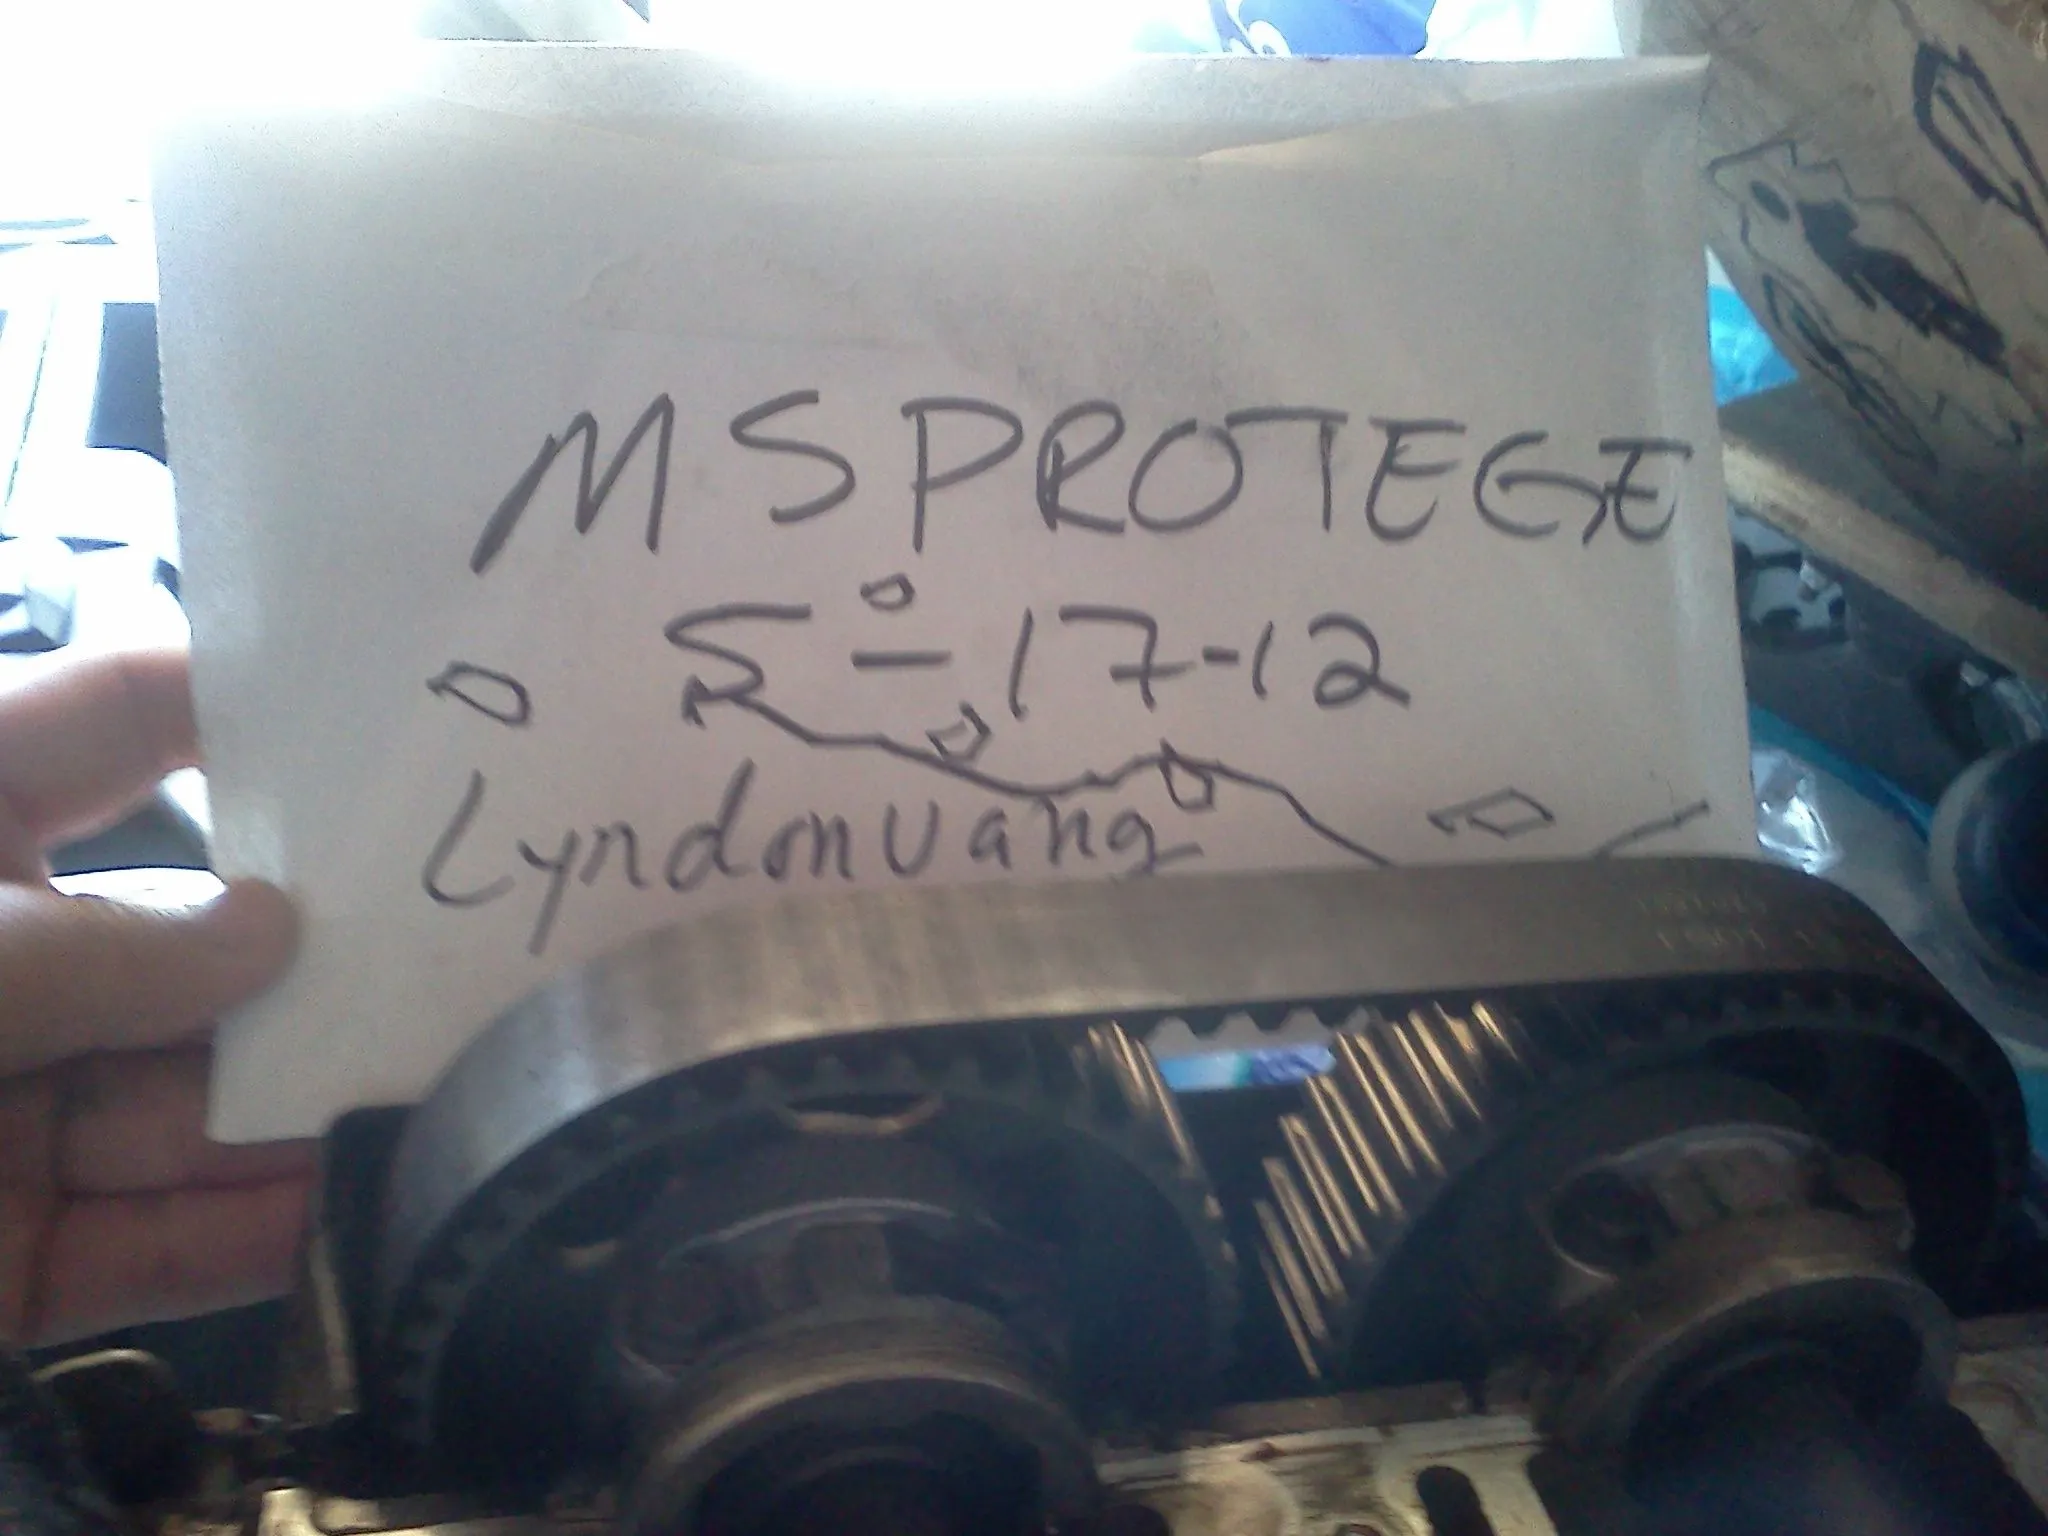 MSPROTEGE
5-17-12
Lyndonvang